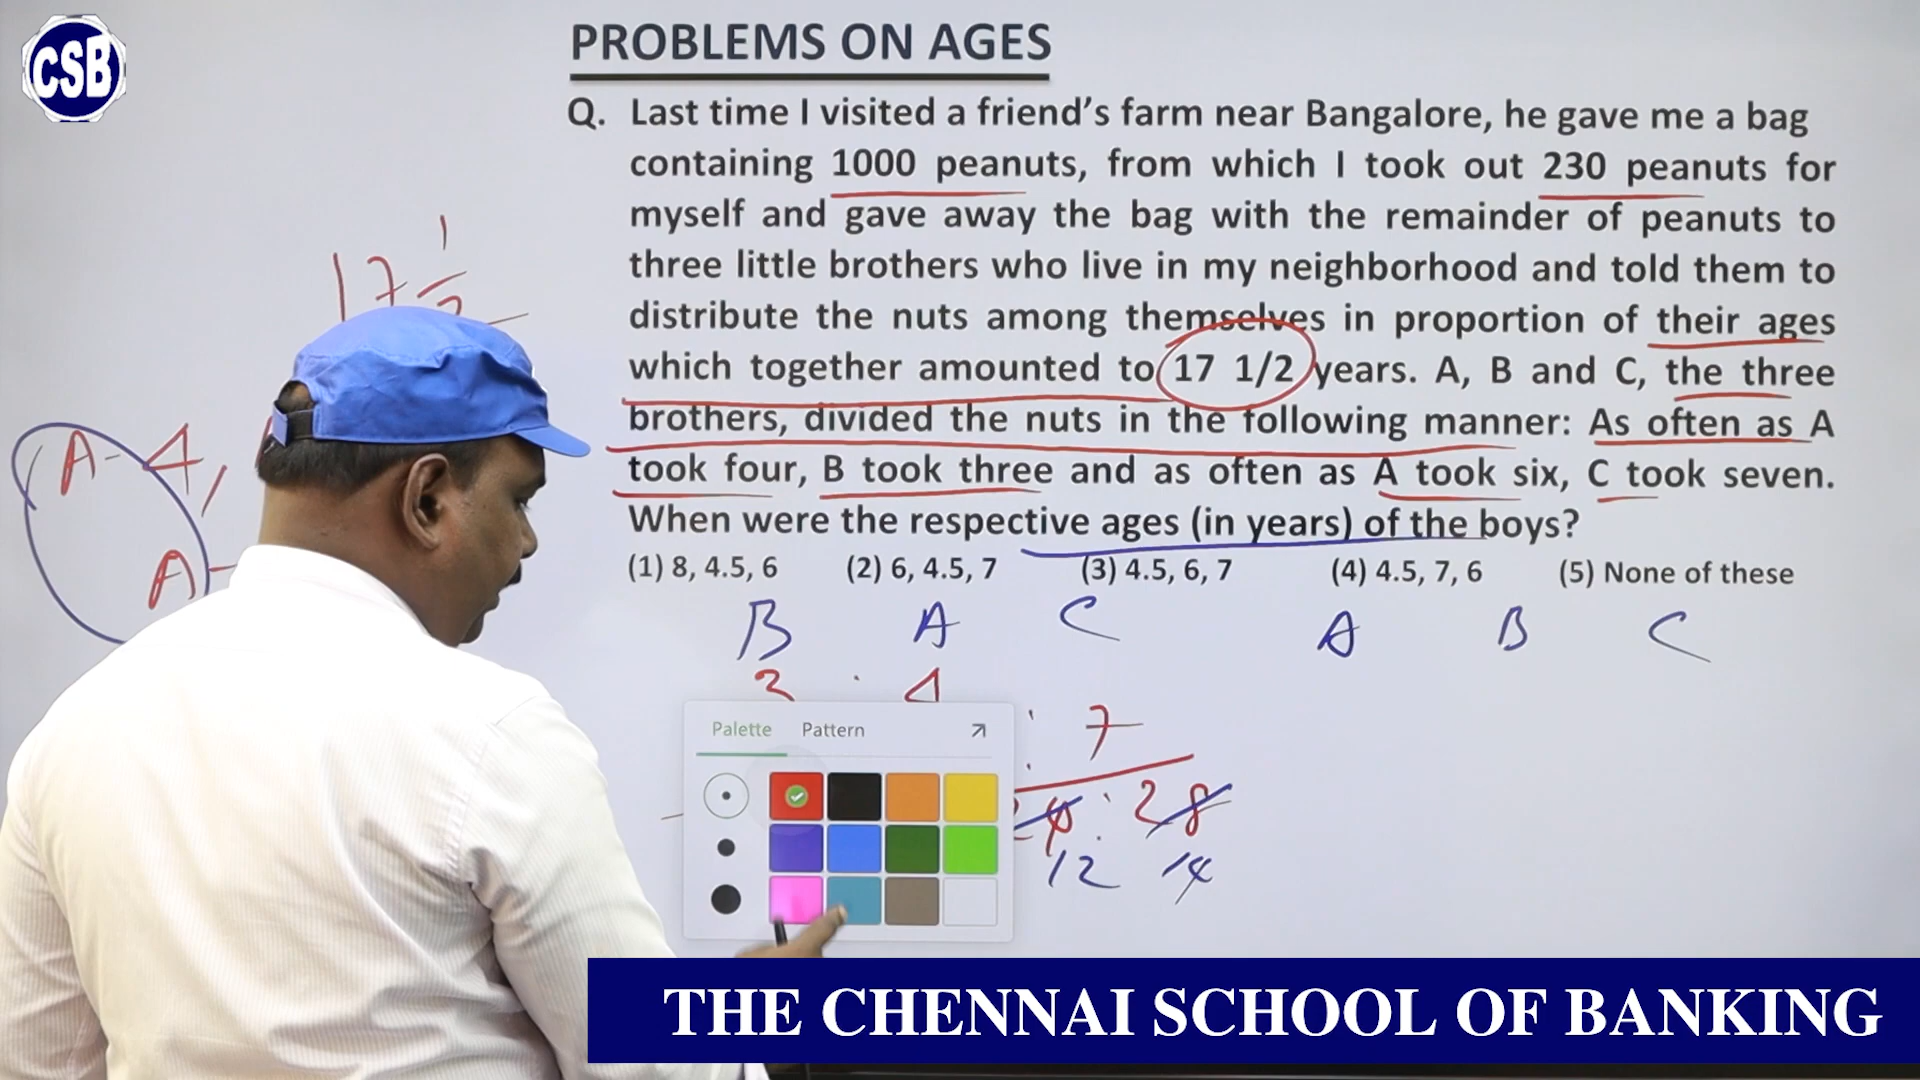 CSB
PROBLEMS ON AGES
Q. Last time I visited a friend's farm near Bangalore, he gave me a bag
containing 1000 peanuts, from which I took out 230 peanuts for
myself and gave away the bag with the remainder of peanuts to
three little brothers who live in my neighborhood and told them to
distribute the nuts among themselves in proportion of their ages
which together amounted to 17 1/2 years. A, B and C, the three
brothers, divided the nuts in the following manner: As often as A
took four, B took three and as often as A took six, C took seven.
When were the respective ages (in years) of the boys?
(1) 8, 4.5, 6 (2) 6, 4.5, 7 (3) 4.5, 6, 7 (4) 4.5, 7, 6 (5) None of these
17 1
A - 4,
A -
B A C A B C
: 4
: 7
: 28
12 14
Palette Pattern
THE CHENNAI SCHOOL OF BANKING